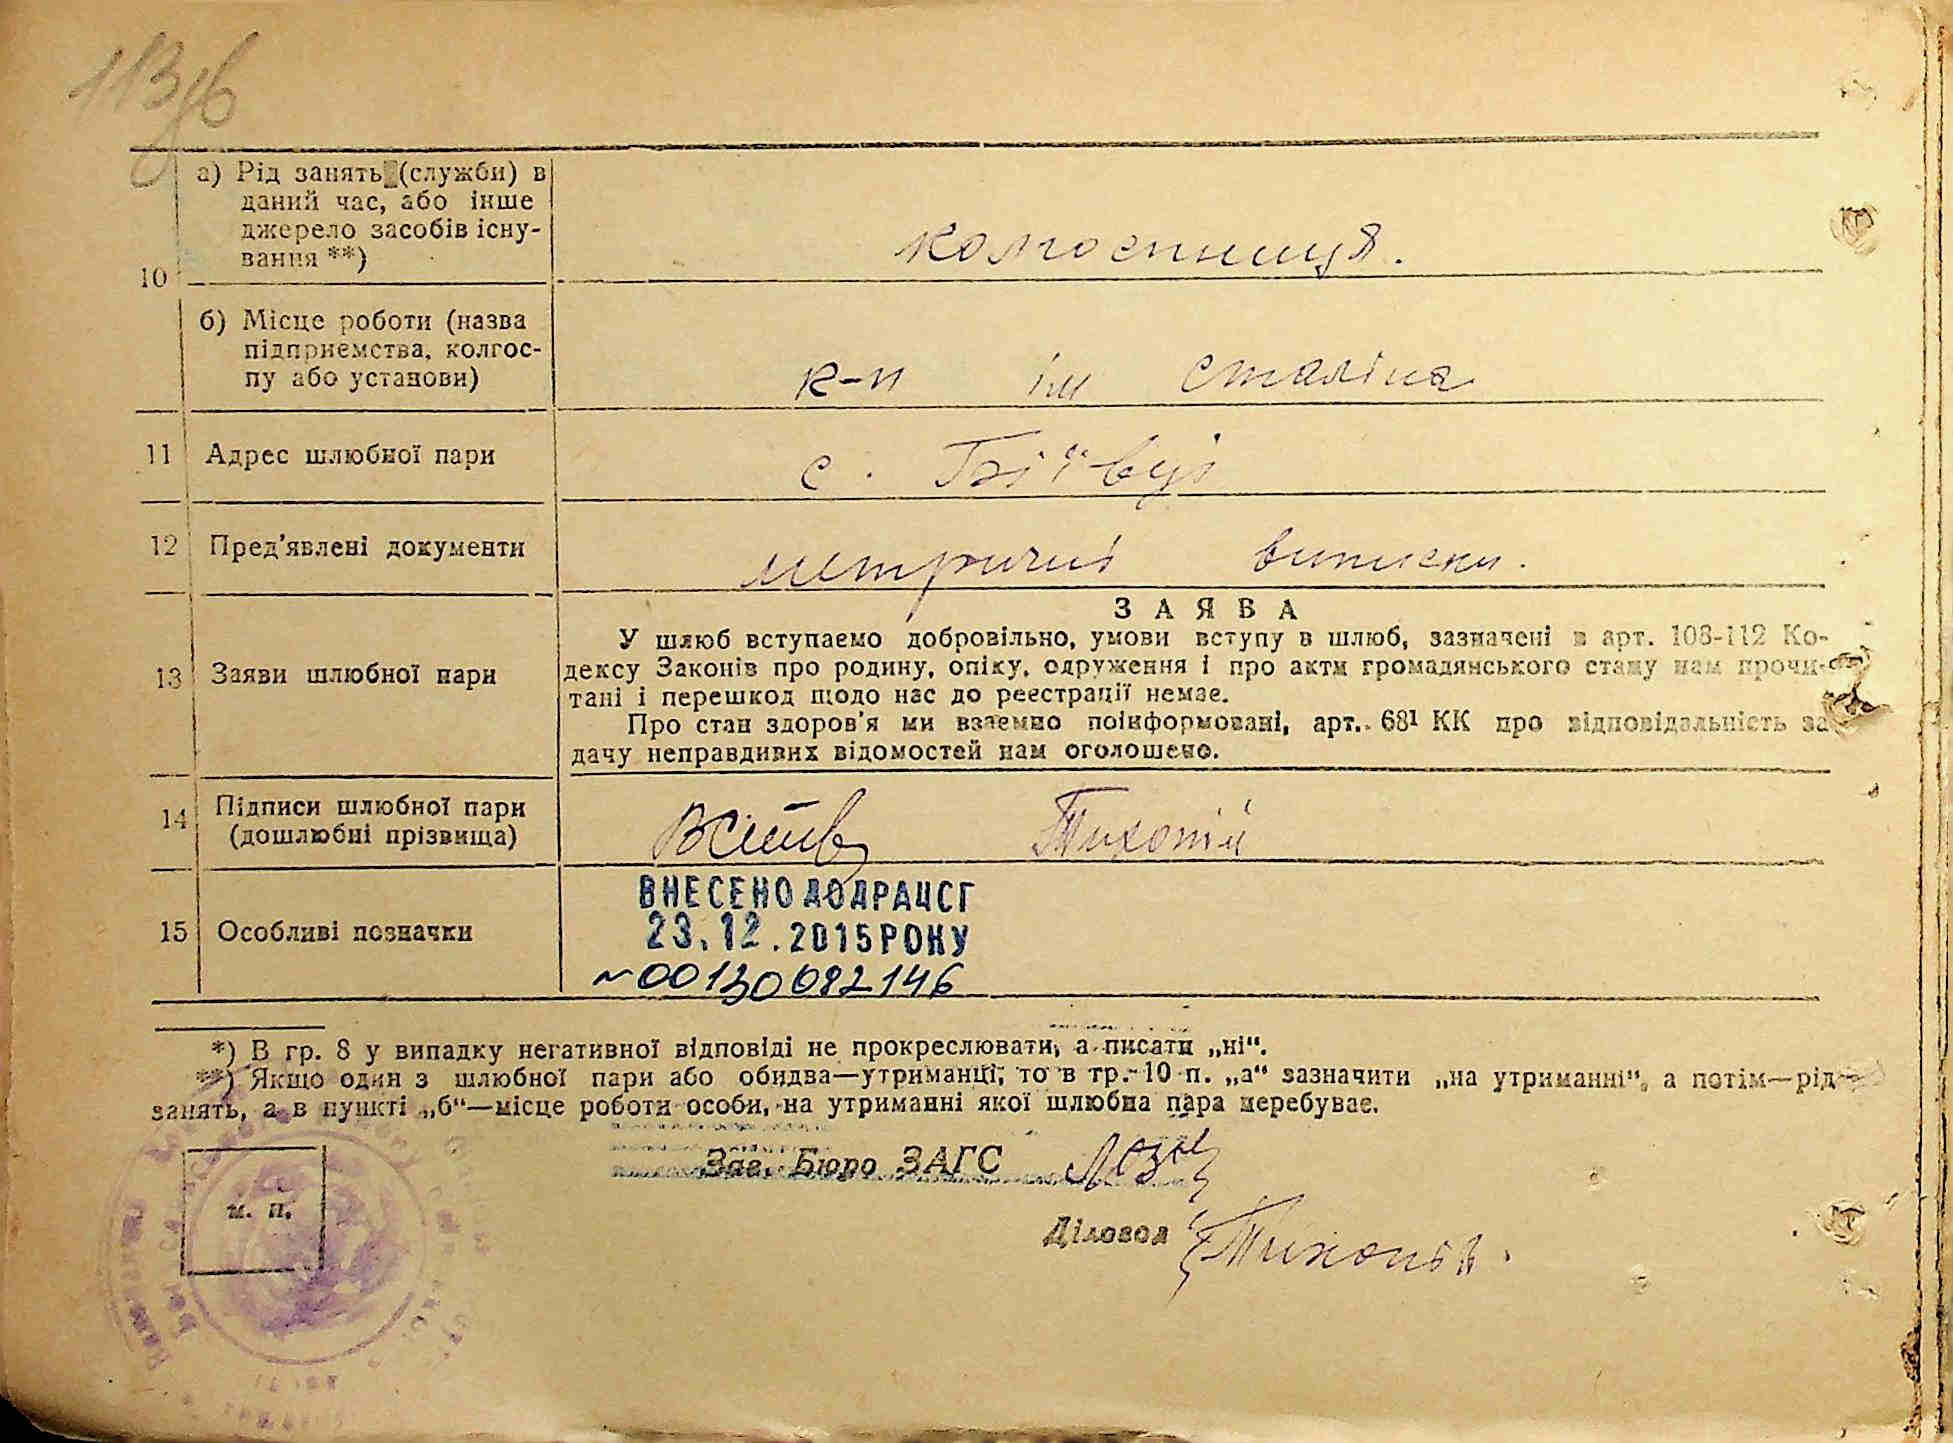 113зв
10
а) Рід занять (служби) в
даний час, або інше
джерело засобів існу-
вання **)
колгоспниця.
б) Місце роботи (назва
підприємства, колгос-
пу або установи)
к-п ім Сталіна
11 Адрес шлюбної пари
с.
12 Пред'явлені документи
метричні виписки.
13 Заяви шлюбної пари
ЗАЯВА
У шлюб вступаємо добровільно, умови вступу в шлюб, зазначені в арт. 108-112 Ко-
дексу Законів про родину, опіку, одруження і про акти громадянського стану нам прочи-
тані і перешкод щодо нас до реєстрації немає.
Про стан здоров'я ми взаємно поінформовані, арт. 68¹ КК про відповідальність за
дачу неправдивих відомостей нам оголошено.
14 Підписи шлюбної пари
(дошлюбні прізвища)
Тихоній
15 Особливі позначки
ВНЕСЕНО ДО ДРАЦСГ
23.12.2015 РОКУ
~00130082146
*) В гр. 8 у випадку негативної відповіді не прокреслювати, а писати „ні“.
**) Якщо один з шлюбної пари або обидва—утриманці, то в гр. 10 п. „а“ зазначити „на утриманні“, а потім—рід
занять, а в пункті „б“—місце роботи особи, на утриманні якої шлюбна пара перебуває.
м. п.
Зав. Бюро ЗАГС
Діловод